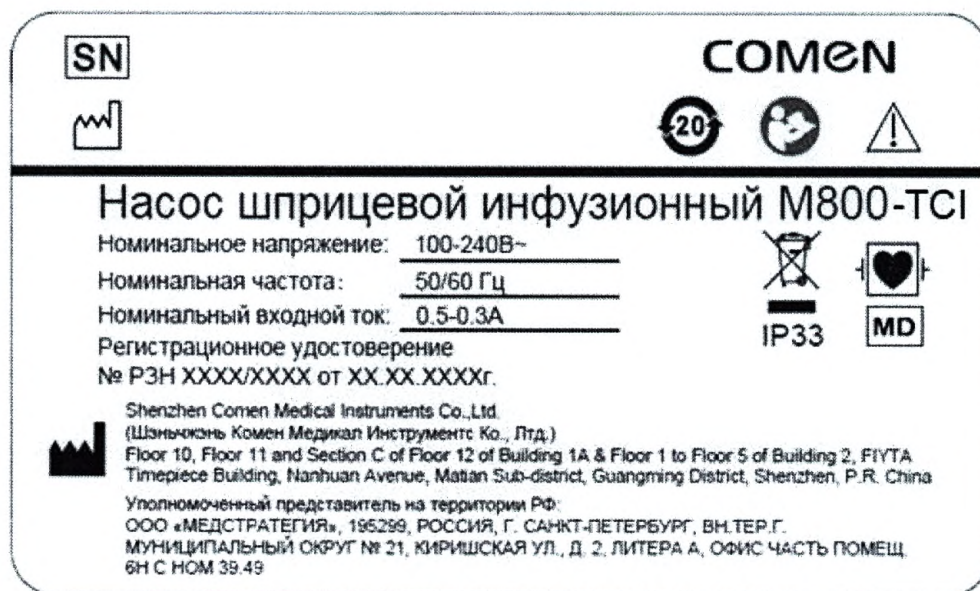 SN
COMEN
20
Насос шприцевой инфузионный M800-TCI
Номинальное напряжение: 100-240В~
Номинальная частота: 50/60 Гц
Номинальный входной ток: 0.5-0.3А
IP33
MD
Регистрационное удостоверение
№ РЗН XXXX/XXXX от XX.XX.XXXXг.
Shenzhen Comen Medical Instruments Co.,Ltd.
(Шэньчжэнь Комен Медикал Инструментс Ко., Лтд.)
Floor 10, Floor 11 and Section C of Floor 12 of Building 1A & Floor 1 to Floor 5 of Building 2, FIYTA
Timepiece Building, Nanhuan Avenue, Matian Sub-district, Guangming District, Shenzhen, P.R. China
Уполномоченный представитель на территории РФ:
ООО «МЕДСТРАТЕГИЯ», 195299, РОССИЯ, Г. САНКТ-ПЕТЕРБУРГ, ВН.ТЕР.Г.
МУНИЦИПАЛЬНЫЙ ОКРУГ № 21, КИРИШСКАЯ УЛ., Д. 2, ЛИТЕРА А, ОФИС ЧАСТЬ ПОМЕЩ.
6Н С НОМ 39.49